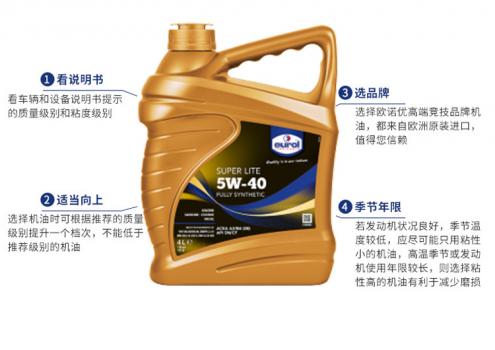 1 看说明书
看车辆和设备说明书提示
的质量级别和粘度级别
2 适当向上
选择机油时可根据推荐的质量
级别提升一个档次，不能低于
推荐级别的机油
3 选品牌
选择欧诺优高端竞技品牌机
油，都来自欧洲原装进口，
值得您信赖
4 季节年限
若发动机状况良好，季节温
度较低，应尽可能只用粘性
小的机油，高温季节或发动
机使用年限较长，则选择粘
性高的机油有利于减少磨损
eurol
Quality is in our nature
SUPER LITE
5W-40
FULLY SYNTHETIC
4L